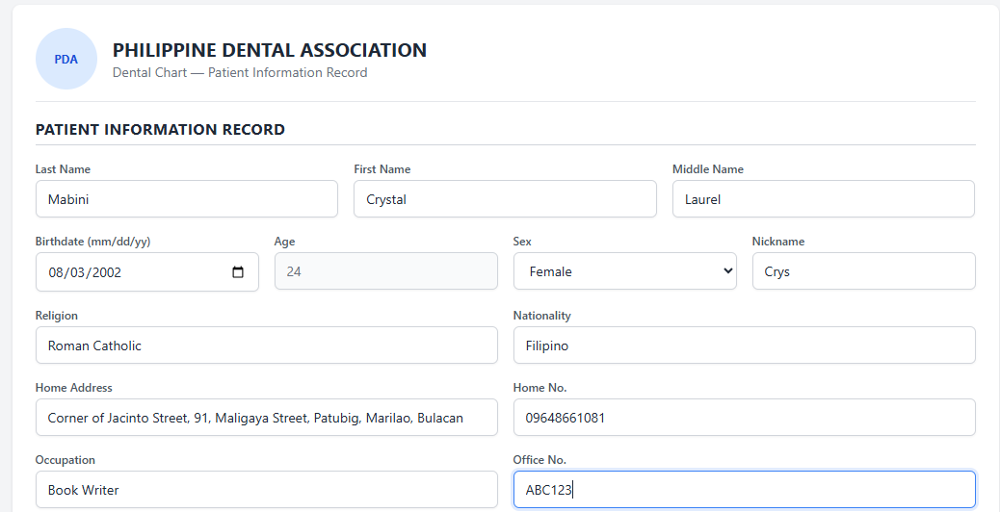 PDA
PHILIPPINE DENTAL ASSOCIATION
Dental Chart — Patient Information Record
PATIENT INFORMATION RECORD
Last Name First Name Middle Name
Mabini Crystal Laurel
Birthdate (mm/dd/yy) Age Sex Nickname
08/03/2002 24 Female Crys
Religion Nationality
Roman Catholic Filipino
Home Address Home No.
Corner of Jacinto Street, 91, Maligaya Street, Patubig, Marilao, Bulacan 09648661081
Occupation Office No.
Book Writer ABC123